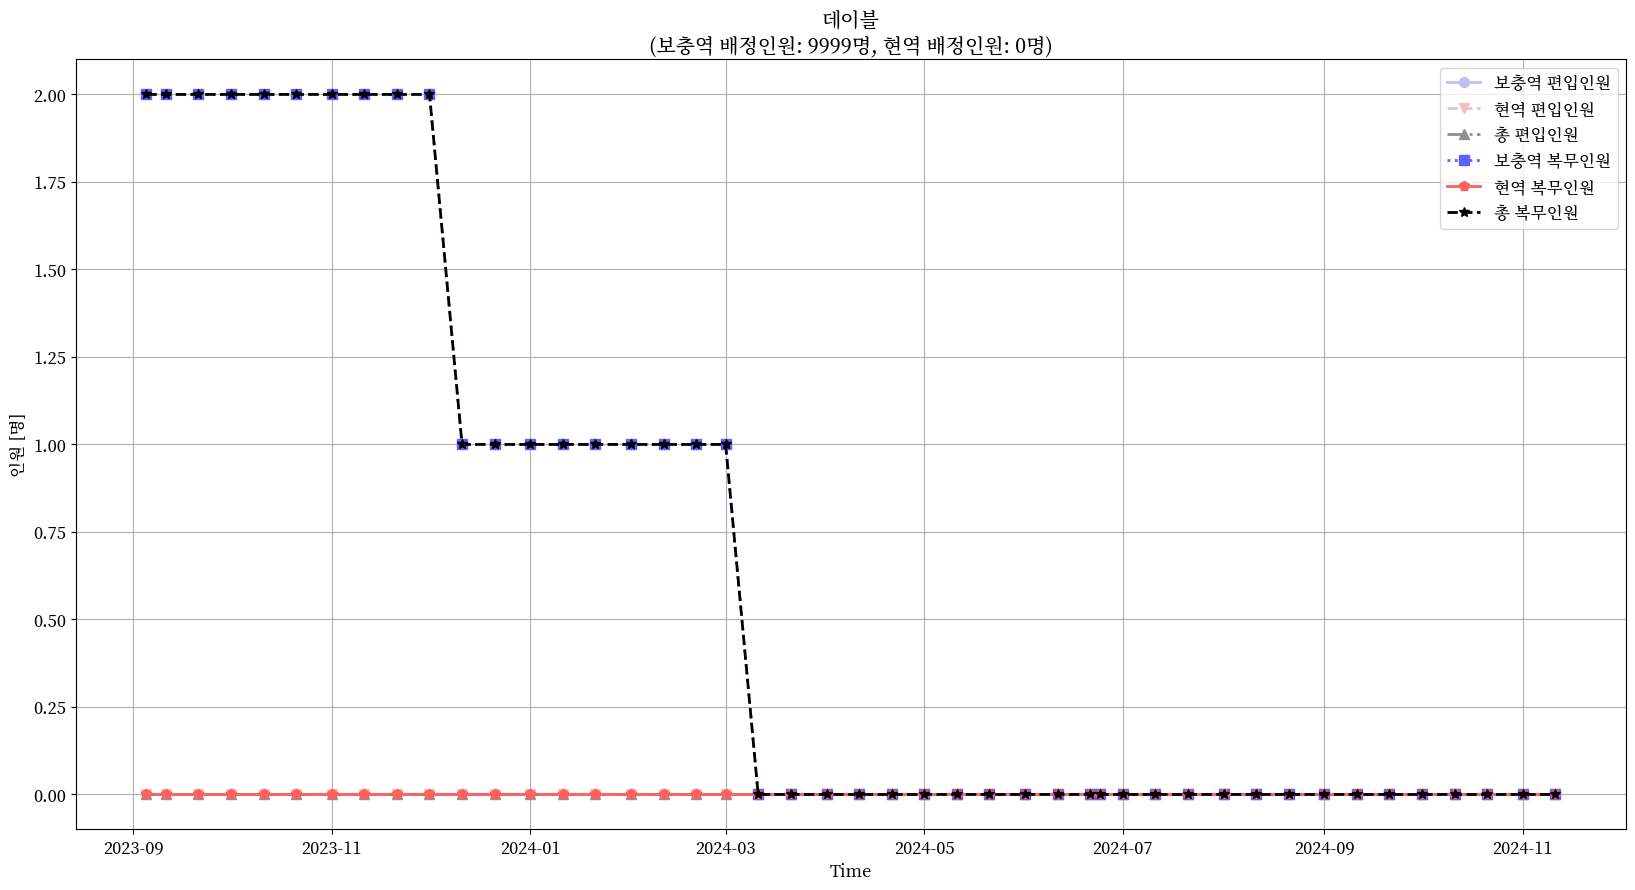 데이블
(보충역 배정인원: 9999명, 현역 배정인원: 0명)
보충역 편입인원
현역 편입인원
총 편입인원
보충역 복무인원
현역 복무인원
총 복무인원
인원 [명]
2.00
1.75
1.50
1.25
1.00
0.75
0.50
0.25
0.00
2023-09
2023-11
2024-01
2024-03
2024-05
2024-07
2024-09
2024-11
Time